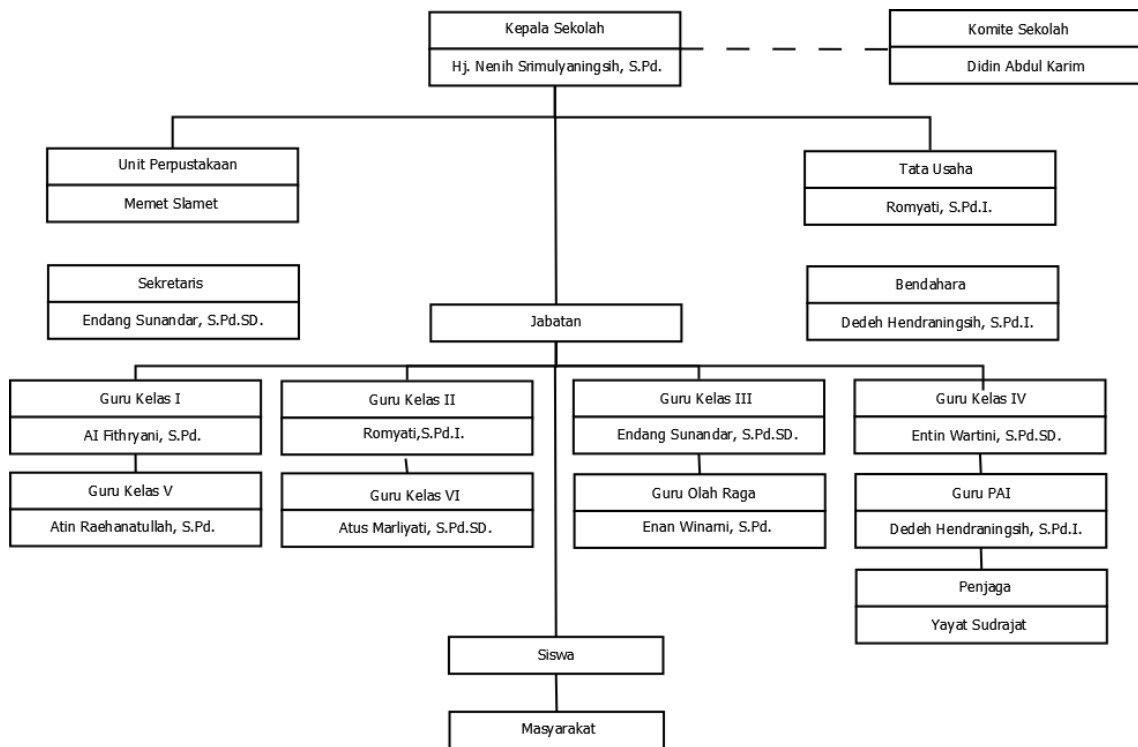 Kepala Sekolah
Hj. Nenih Srimulyaningsih, S.Pd.
Komite Sekolah
Didin Abdul Karim
Unit Perpustakaan
Memet Slamet
Tata Usaha
Romyati, S.Pd.I.
Sekretaris
Endang Sunandar, S.Pd.SD.
Bendahara
Dedeh Hendraningsih, S.Pd.I.
Jabatan
Guru Kelas I
AI Fithryani, S.Pd.
Guru Kelas II
Romyati,S.Pd.I.
Guru Kelas III
Endang Sunandar, S.Pd.SD.
Guru Kelas IV
Entin Wartini, S.Pd.SD.
Guru Kelas V
Atin Raehanatullah, S.Pd.
Guru Kelas VI
Atus Marliyati, S.Pd.SD.
Guru Olah Raga
Enan Winarni, S.Pd.
Guru PAI
Dedeh Hendraningsih, S.Pd.I.
Penjaga
Yayat Sudrajat
Siswa
Masyarakat